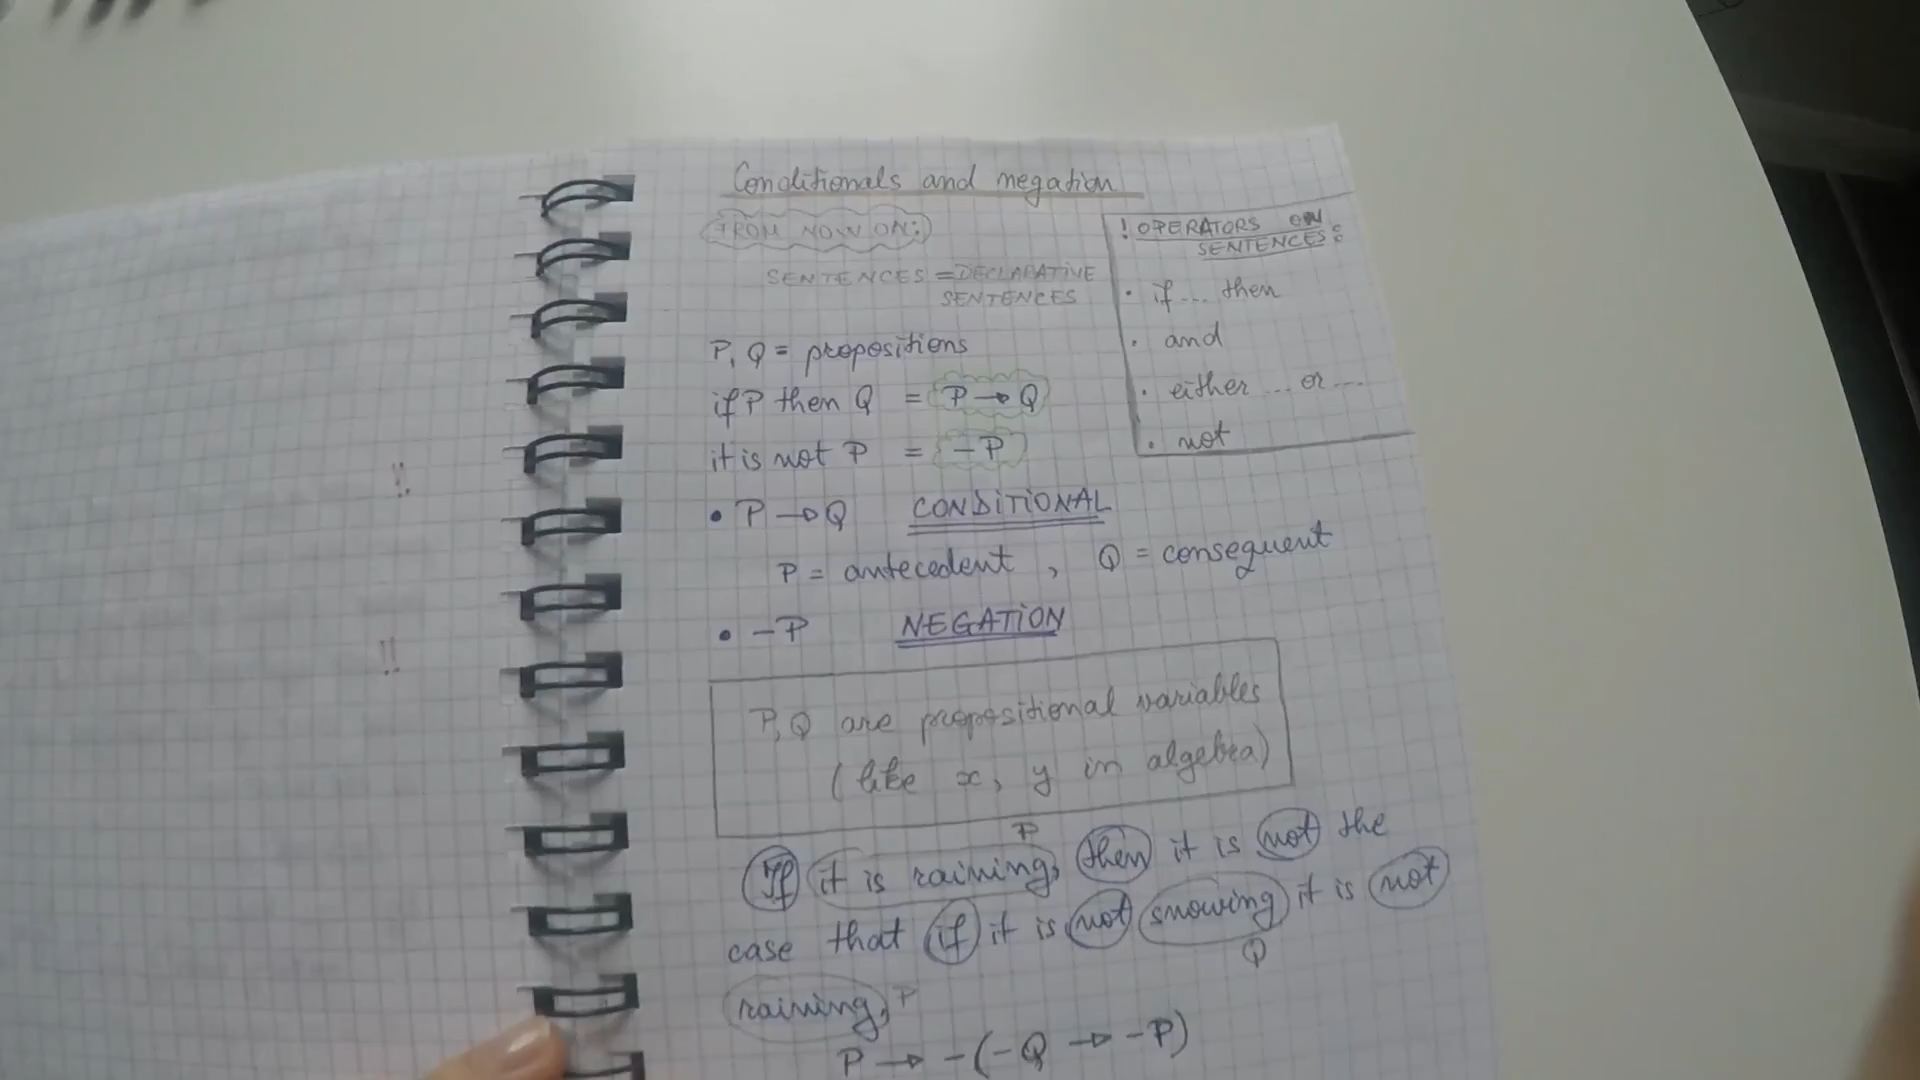 Conditionals and negation
FROM NOW ON:
SENTENCES = DECLARATIVE
SENTENCES
! OPERATORS ON
SENTENCES:
• if ... then
• and
• either ... or ...
• not
P, Q = propositions
if P then Q = P → Q
it is not P = - P
• P → Q CONDITIONAL
P = antecedent , Q = consequent
• - P NEGATION
P, Q are propositional variables
(like x, y in algebra)
P
If it is raining, then it is not the
case that if it is not snowing it is not
Q
raining, P
P → - (- Q → - P)
!!
!!